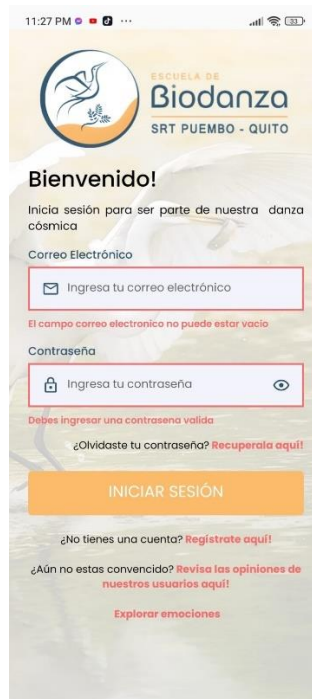 11:27 PM ... 33
ESCUELA DE
Biodanza
SRT PUEMBO - QUITO
Bienvenido!
Inicia sesión para ser parte de nuestra danza
cósmica
Correo Electrónico
Ingresa tu correo electrónico
El campo correo electronico no puede estar vacio
Contraseña
Ingresa tu contraseña
Debes ingresar una contrasena valida
¿Olvidaste tu contraseña? Recuperala aquí!
INICIAR SESIÓN
¿No tienes una cuenta? Regístrate aquí!
¿Aún no estas convencido? Revisa las opiniones de
nuestros usuarios aquí!
Explorar emociones